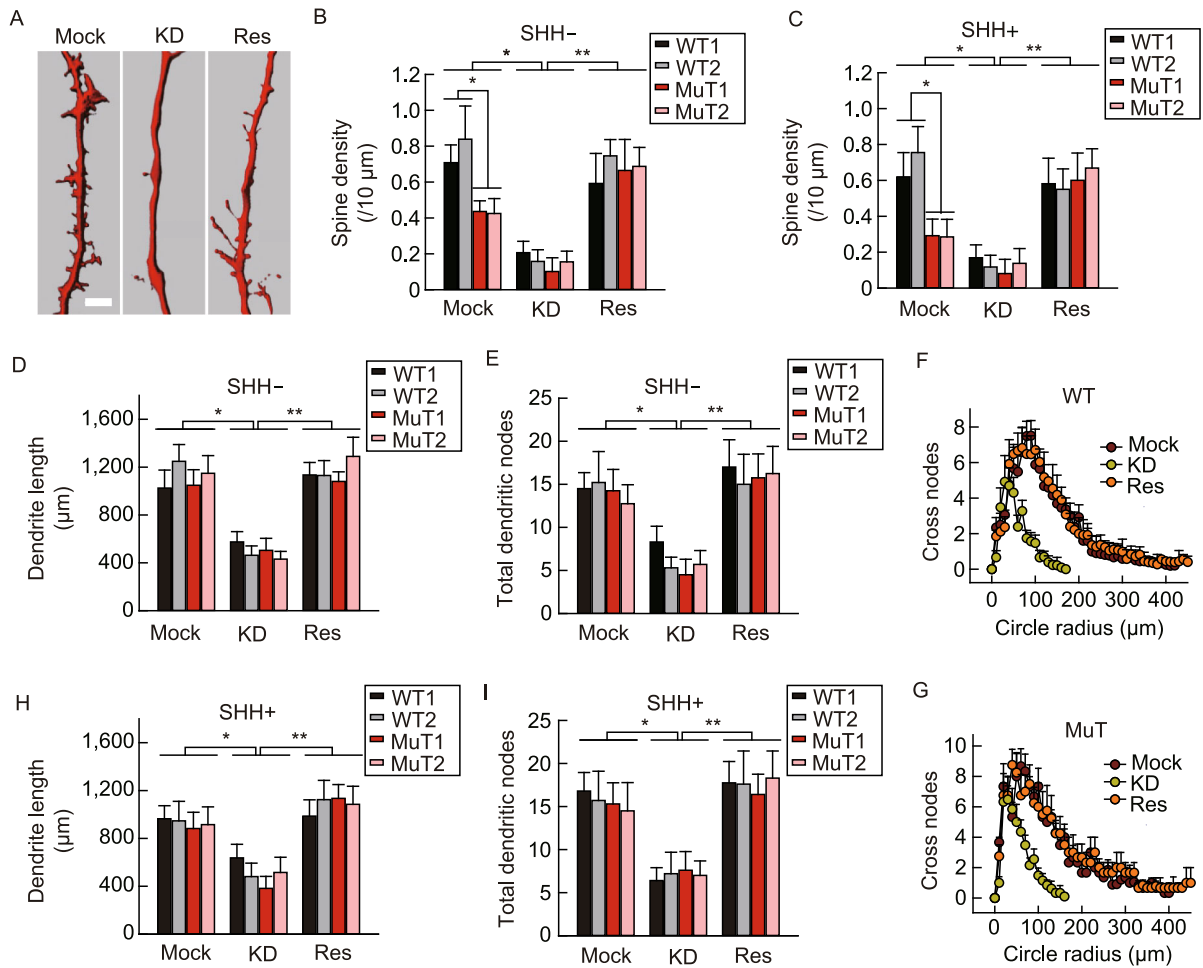 A
Mock KD Res
B
SHH−
* **
*
WT1
WT2
MuT1
MuT2
Spine density
(/10 µm)
1.2
1.0
0.8
0.6
0.4
0.2
0
Mock KD Res
C
SHH+
* **
*
WT1
WT2
MuT1
MuT2
Spine density
(/10 µm)
1.2
1.0
0.8
0.6
0.4
0.2
0
Mock KD Res
D
SHH−
* **
WT1
WT2
MuT1
MuT2
Dendrite length
(µm)
1,600
1,200
800
400
0
Mock KD Res
E
SHH−
* **
WT1
WT2
MuT1
MuT2
Total dendritic nodes
25
20
15
10
5
0
Mock KD Res
F
WT
Mock
KD
Res
Cross nodes
8
6
4
2
0
0 100 200 300 400
Circle radius (µm)
H
SHH+
* **
WT1
WT2
MuT1
MuT2
Dendrite length
(µm)
1,600
1,200
800
400
0
Mock KD Res
I
SHH+
* **
WT1
WT2
MuT1
MuT2
Total dendritic nodes
25
20
15
10
5
0
Mock KD Res
G
MuT
Mock
KD
Res
Cross nodes
10
8
6
4
2
0
0 100 200 300 400
Circle radius (µm)